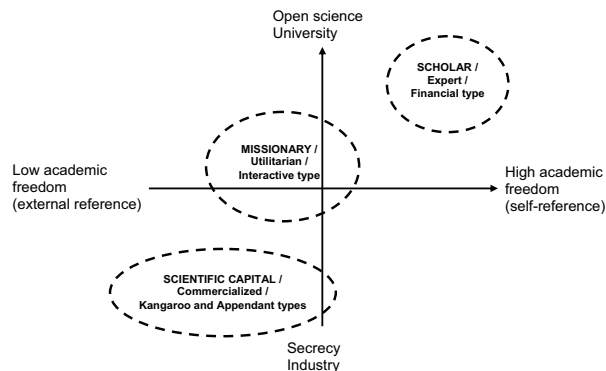 Open science
University
SCHOLAR /
Expert /
Financial type
MISSIONARY /
Utilitarian /
Interactive type
Low academic
freedom
(external reference)
High academic
freedom
(self-reference)
SCIENTIFIC CAPITAL /
Commercialized /
Kangaroo and Appendant types
Secrecy
Industry